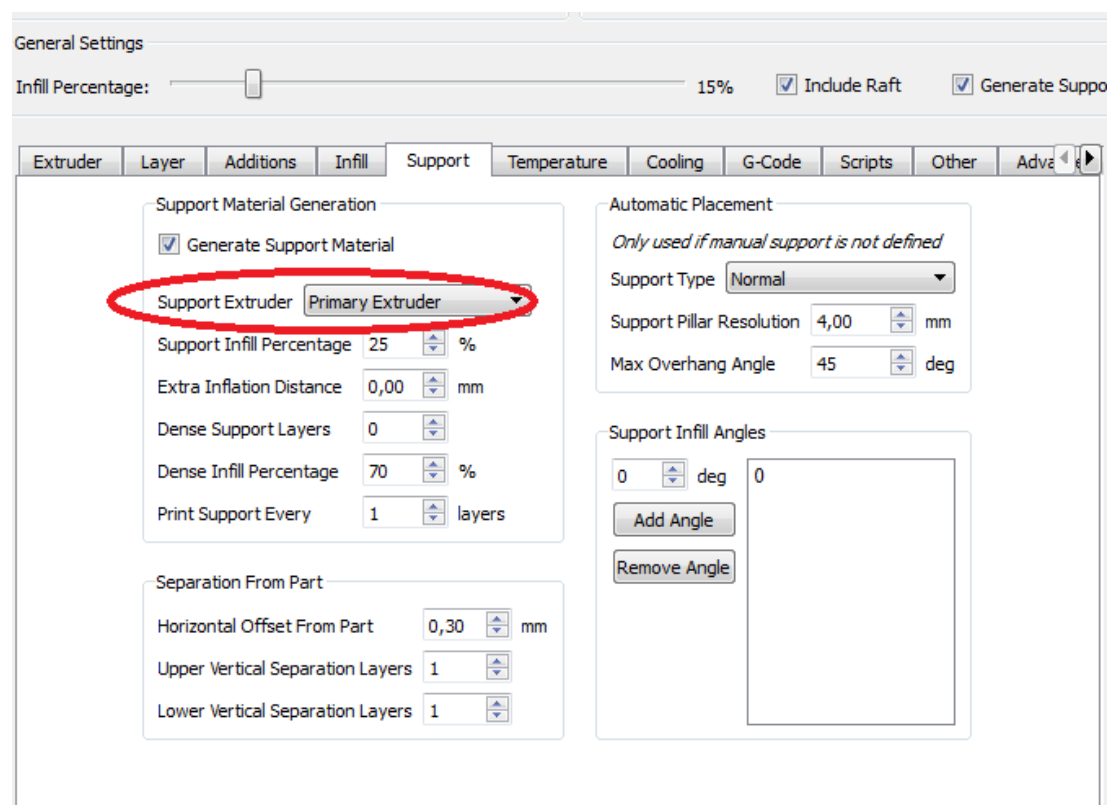 General Settings
Infill Percentage: 15% Include Raft Generate Suppo
Extruder Layer Additions Infill Support Temperature Cooling G-Code Scripts Other Adva
Support Material Generation
Generate Support Material
Support Extruder Primary Extruder
Support Infill Percentage 25 %
Extra Inflation Distance 0,00 mm
Dense Support Layers 0
Dense Infill Percentage 70 %
Print Support Every 1 layers
Separation From Part
Horizontal Offset From Part 0,30 mm
Upper Vertical Separation Layers 1
Lower Vertical Separation Layers 1
Automatic Placement
Only used if manual support is not defined
Support Type Normal
Support Pillar Resolution 4,00 mm
Max Overhang Angle 45 deg
Support Infill Angles
0 deg 0
Add Angle
Remove Angle